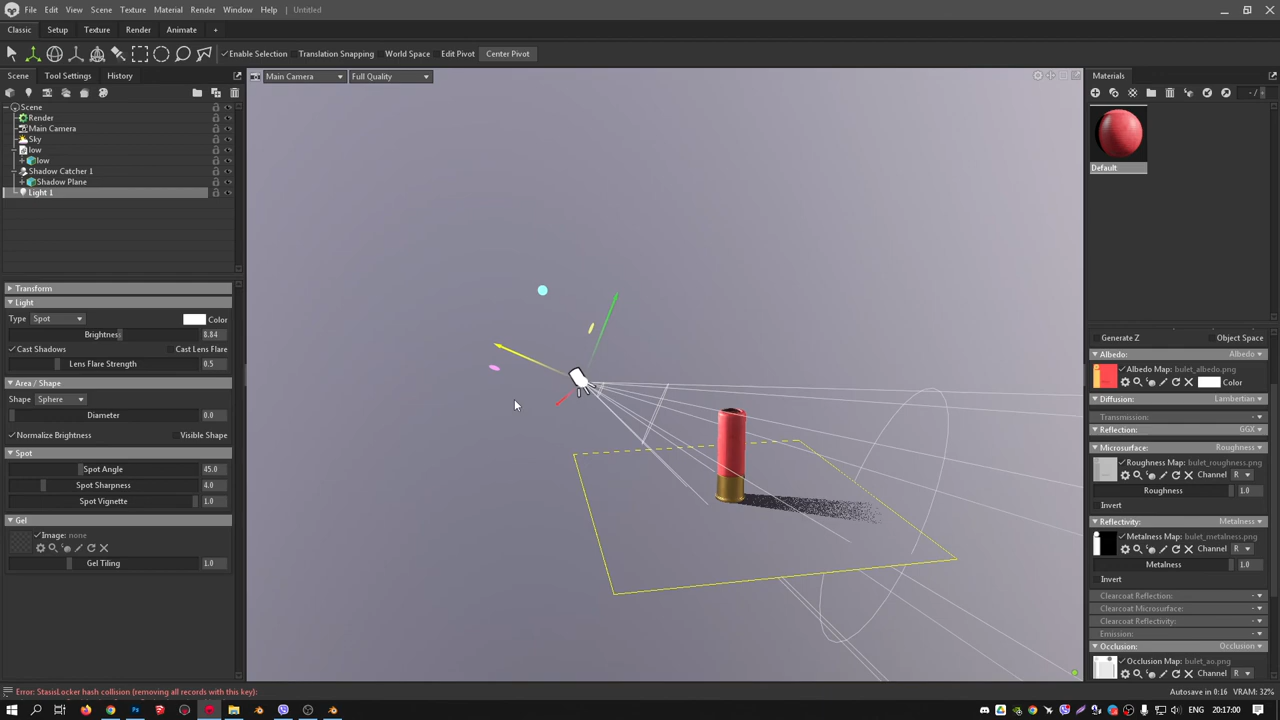 File Edit View Scene Texture Material Render Window Help Untitled
Classic Setup Texture Render Animate +
Enable Selection Translation Snapping World Space Edit Pivot Center Pivot
Scene Tool Settings History
Main Camera Full Quality
Materials
- /
Scene
Render
Main Camera
Sky
low
low
Shadow Catcher 1
Shadow Plane
Light 1
Default
Transform
Light
Type Spot Color
Brightness 8.84
Cast Shadows Cast Lens Flare
Lens Flare Strength 0.5
Area / Shape
Shape Sphere
Diameter 0.0
Normalize Brightness Visible Shape
Spot
Spot Angle 45.0
Spot Sharpness 4.0
Spot Vignette 1.0
Gel
Image: none
Gel Tiling 1.0
Generate Z Object Space
Albedo: Albedo
Albedo Map: bulet_albedo.png
Color
Diffusion: Lambertian
Transmission: -
Reflection: GGX
Microsurface: Roughness
Roughness Map: bulet_roughness.png
Channel R
Roughness 1.0
Invert
Reflectivity: Metalness
Metalness Map: bulet_metalness.png
Channel R
Metalness 1.0
Invert
Clearcoat Reflection: -
Clearcoat Microsurface: -
Clearcoat Reflectivity: -
Emission: -
Occlusion: Occlusion
Occlusion Map: bulet_ao.png
Channel R
Error: StasisLocker hash collision (removing all records with this key):
Autosave in 0:16 VRAM: 32%
ENG 20:17:00